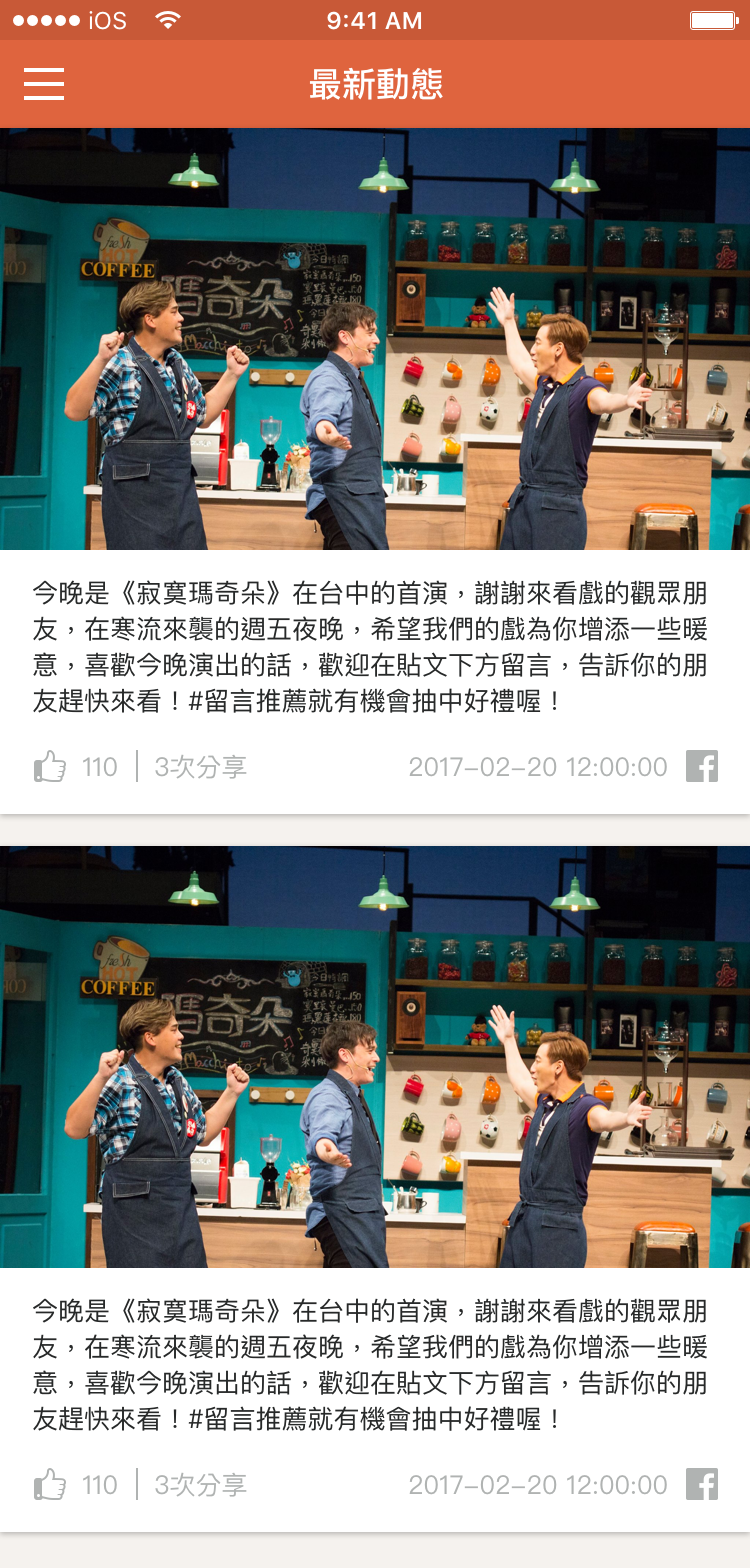 iOS
9:41 AM
最新動態
fresh
HOT
COFFEE
瑪奇朵
Macchiato
今晚是《寂寞瑪奇朵》在台中的首演，謝謝來看戲的觀眾朋
友，在寒流來襲的週五夜晚，希望我們的戲為你增添一些暖
意，喜歡今晚演出的話，歡迎在貼文下方留言，告訴你的朋
友趕快來看！#留言推薦就有機會抽中好禮喔！
110
3次分享
2017-02-20 12:00:00
fresh
HOT
COFFEE
瑪奇朵
Macchiato
今晚是《寂寞瑪奇朵》在台中的首演，謝謝來看戲的觀眾朋
友，在寒流來襲的週五夜晚，希望我們的戲為你增添一些暖
意，喜歡今晚演出的話，歡迎在貼文下方留言，告訴你的朋
友趕快來看！#留言推薦就有機會抽中好禮喔！
110
3次分享
2017-02-20 12:00:00